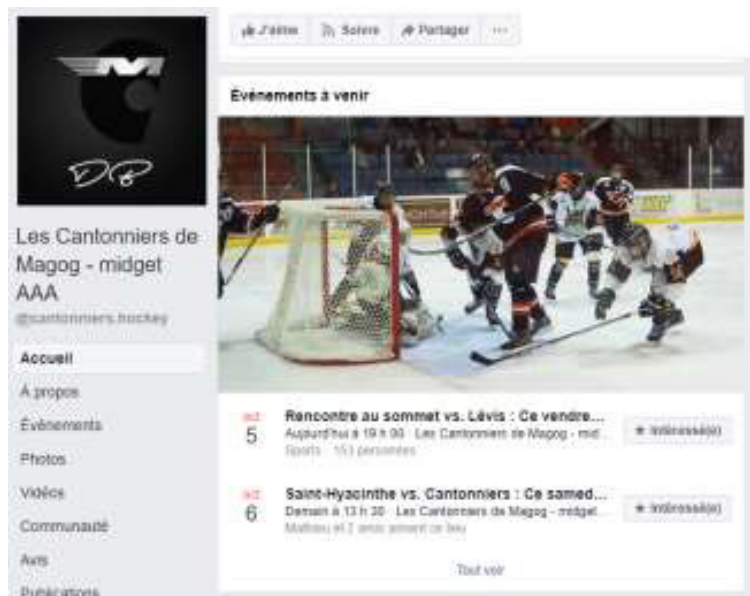 J'aime Suivre Partager ...
Événements à venir
M
DB
Les Cantonniers de
Magog - midget
AAA
@cantonniers.hockey
Accueil
À propos
Événements
Photos
Vidéos
Communauté
Avis
Publications
oct
5
Rencontre au sommet vs. Lévis : Ce vendre...
Aujourd'hui à 19 h 00 · Les Cantonniers de Magog - mid...
Sports · 153 personnes
★ Intéressé(e)
oct
6
Saint-Hyacinthe vs. Cantonniers : Ce samed...
Demain à 13 h 30 · Les Cantonniers de Magog - midget...
Mathieu et 2 amis aiment ce lieu
★ Intéressé(e)
Tout voir